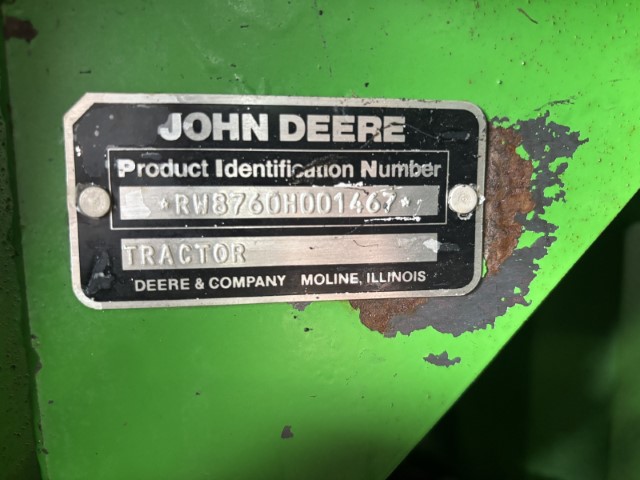 JOHN DEERE
Product Identification Number
*RW8760H001467*
TRACTOR
DEERE & COMPANY MOLINE, ILLINOIS